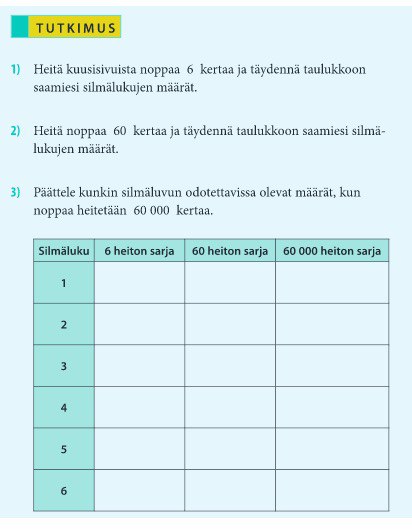 TUTKIMUS
1) Heitä kuusisivuista noppaa 6 kertaa ja täydennä taulukkoon
saamiesi silmälukujen määrät.
2) Heitä noppaa 60 kertaa ja täydennä taulukkoon saamiesi silmä-
lukujen määrät.
3) Päättele kunkin silmäluvun odotettavissa olevat määrät, kun
noppaa heitetään 60 000 kertaa.
Silmäluku 6 heiton sarja 60 heiton sarja 60 000 heiton sarja
1
2
3
4
5
6